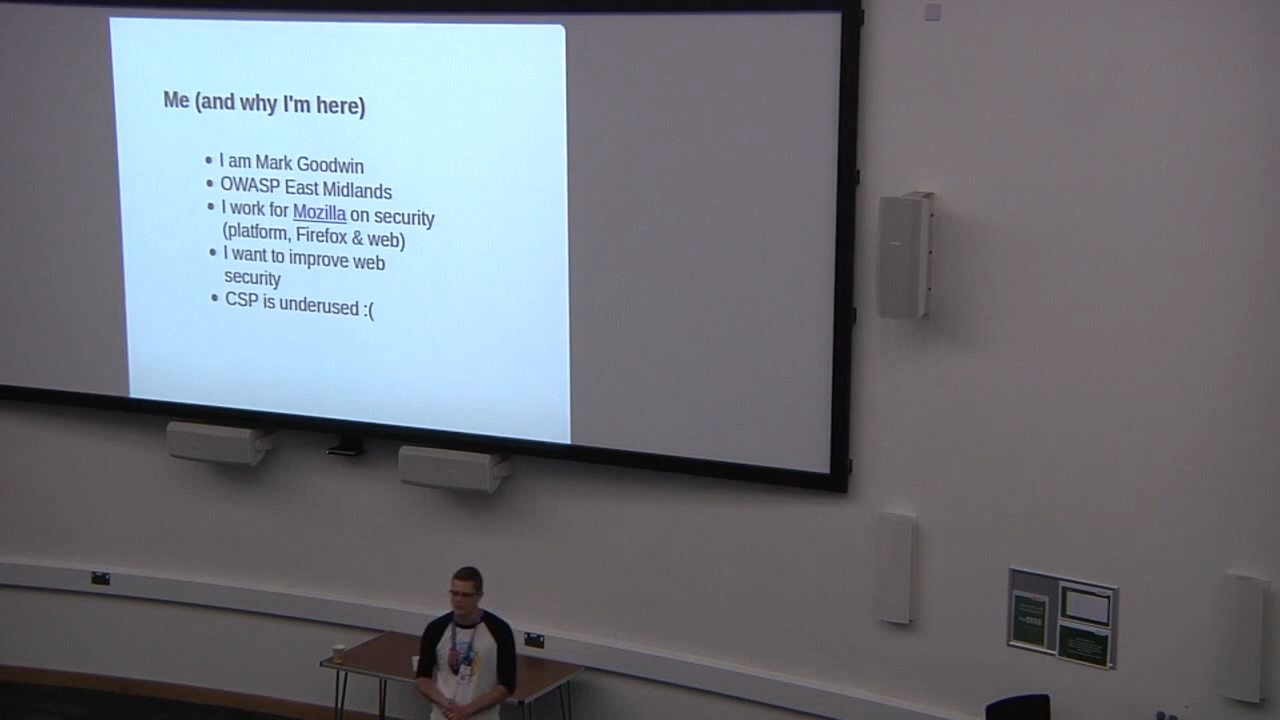 Me (and why I'm here)
• I am Mark Goodwin
• OWASP East Midlands
• I work for Mozilla on security
(platform, Firefox & web)
• I want to improve web
security
• CSP is underused :(